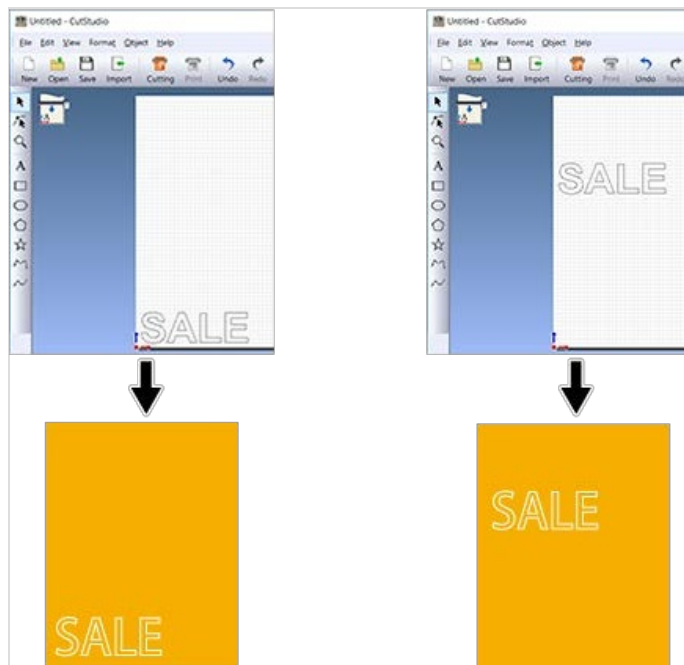 Untitled - CutStudio
File Edit View Format Object Help
New Open Save Import Cutting Print Undo Redo
A
SALE
SALE
Untitled - CutStudio
File Edit View Format Object Help
New Open Save Import Cutting Print Undo Redo
A
SALE
SALE